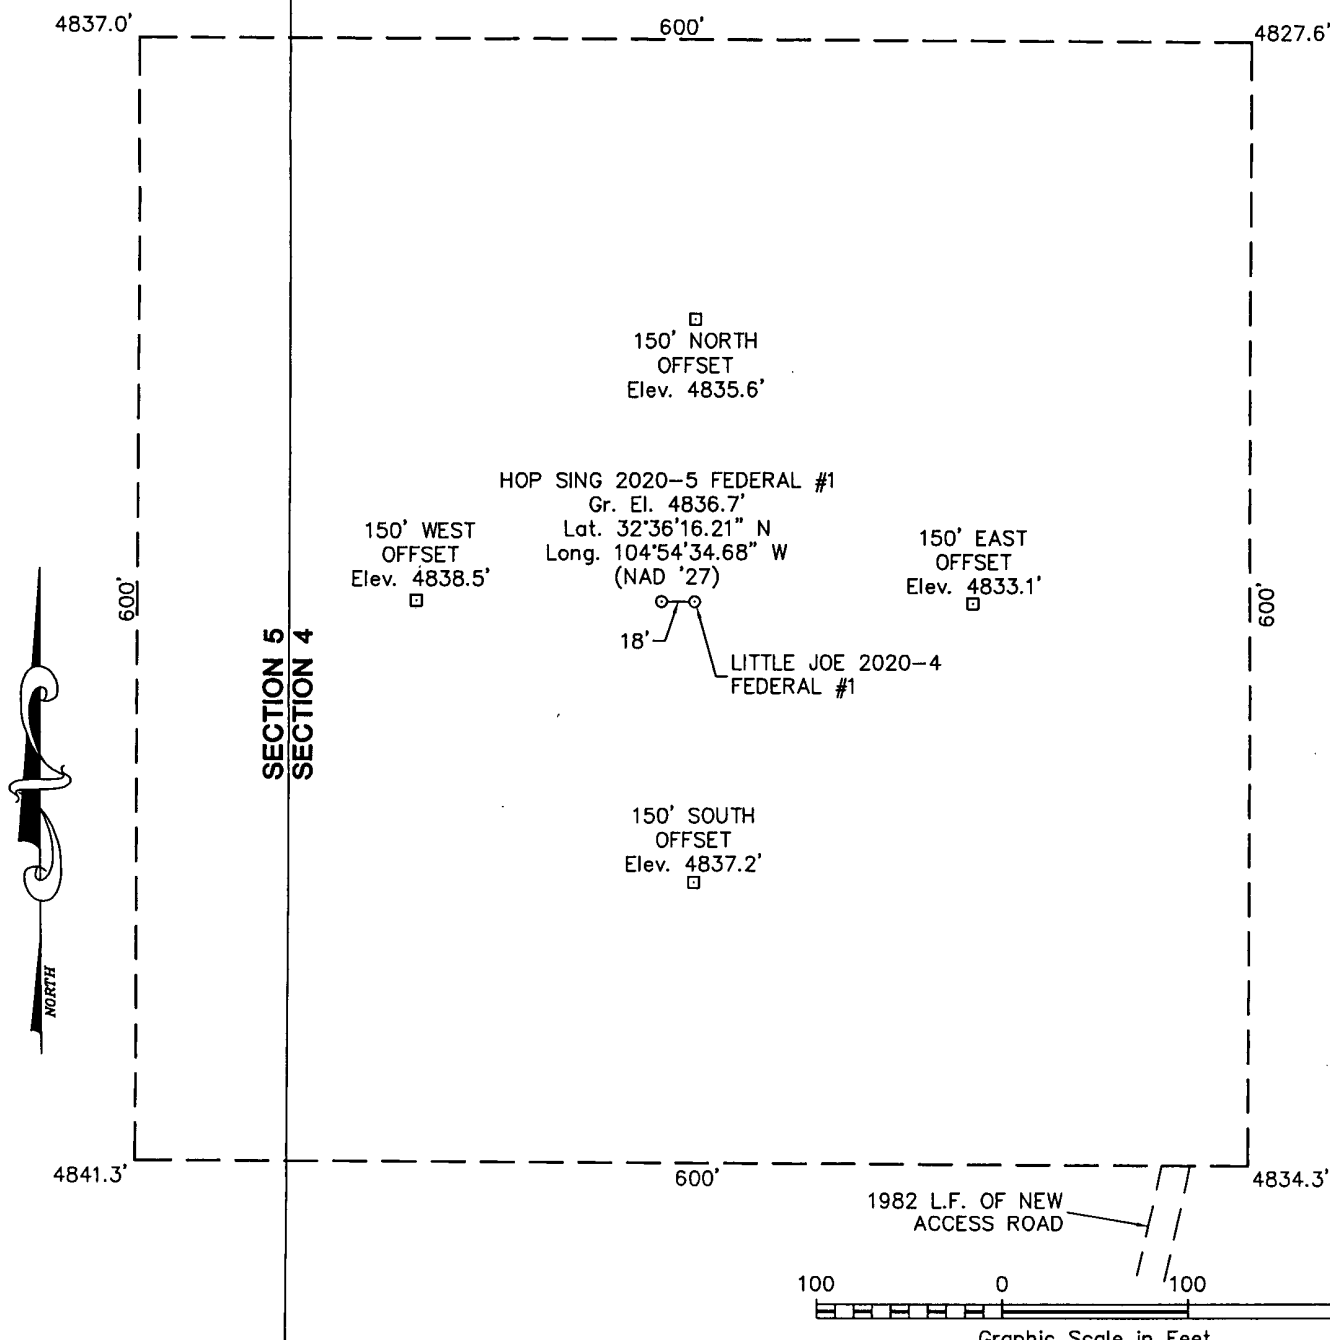 4837.0'
600'
4827.6'
150' NORTH
OFFSET
Elev. 4835.6'
HOP SING 2020-5 FEDERAL #1
Gr. El. 4836.7'
Lat. 32°36'16.21" N
Long. 104°54'34.68" W
(NAD '27)
150' WEST
OFFSET
Elev. 4838.5'
150' EAST
OFFSET
Elev. 4833.1'
600'
600'
18'
LITTLE JOE 2020-4
FEDERAL #1
SECTION 5
SECTION 4
150' SOUTH
OFFSET
Elev. 4837.2'
NORTH
4841.3'
600'
4834.3'
1982 L.F. OF NEW
ACCESS ROAD
100 0 100
Graphic Scale in Feet